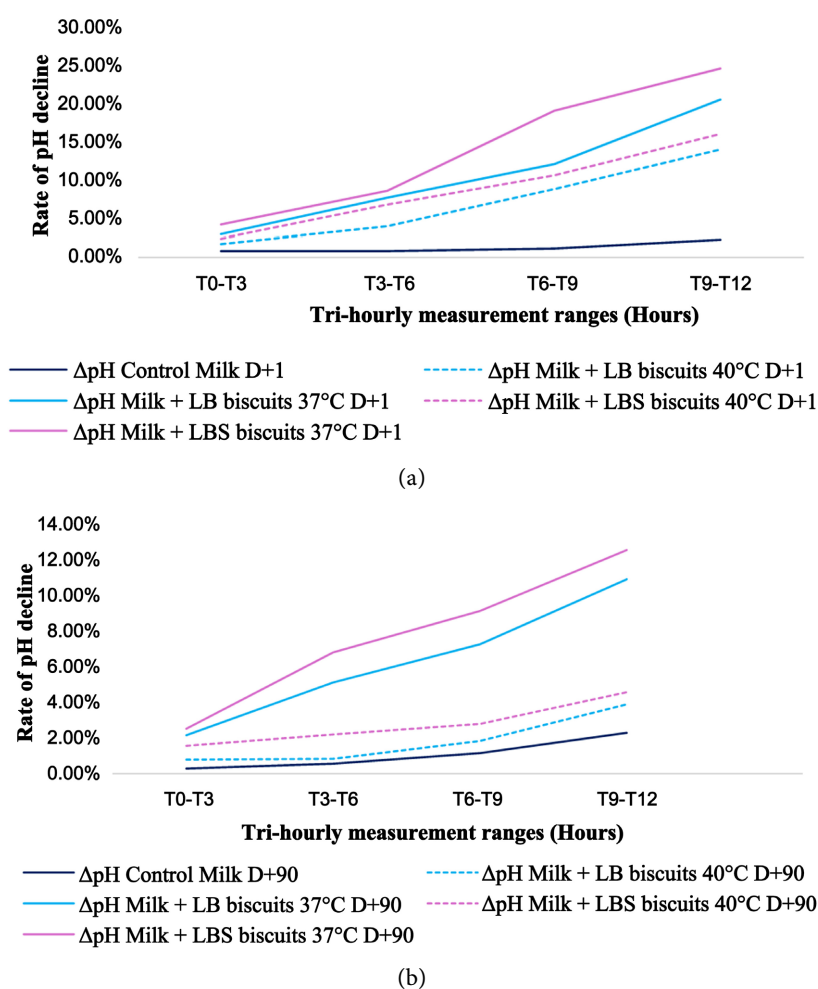 30.00%
25.00%
20.00%
15.00%
10.00%
5.00%
0.00%
Rate of pH decline
T0-T3 T3-T6 T6-T9 T9-T12
Tri-hourly measurement ranges (Hours)
ΔpH Control Milk D+1 ΔpH Milk + LB biscuits 40°C D+1
ΔpH Milk + LB biscuits 37°C D+1 ΔpH Milk + LBS biscuits 40°C D+1
ΔpH Milk + LBS biscuits 37°C D+1
(a)
14.00%
12.00%
10.00%
8.00%
6.00%
4.00%
2.00%
0.00%
Rate of pH decline
T0-T3 T3-T6 T6-T9 T9-T12
Tri-hourly measurement ranges (Hours)
ΔpH Control Milk D+90 ΔpH Milk + LB biscuits 40°C D+90
ΔpH Milk + LB biscuits 37°C D+90 ΔpH Milk + LBS biscuits 40°C D+90
ΔpH Milk + LBS biscuits 37°C D+90
(b)